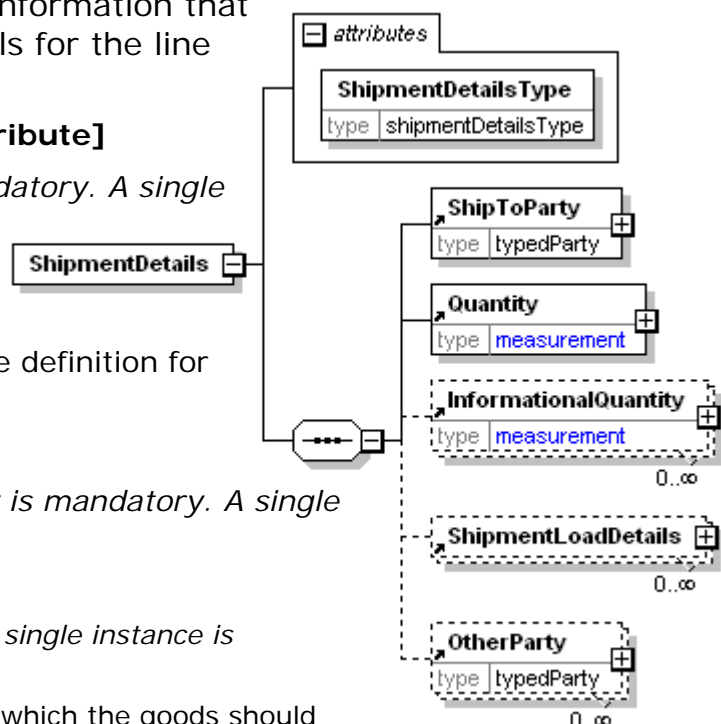 nformation that
ls for the line
ribute]
datory. A single
e definition for
r is mandatory. A single
single instance is
which the goods should
attributes
ShipmentDetailsType
type shipmentDetailsType
ShipmentDetails
ShipToParty
type typedParty
Quantity
type measurement
InformationalQuantity
type measurement
0..∞
ShipmentLoadDetails
0..∞
OtherParty
type typedParty
0..∞